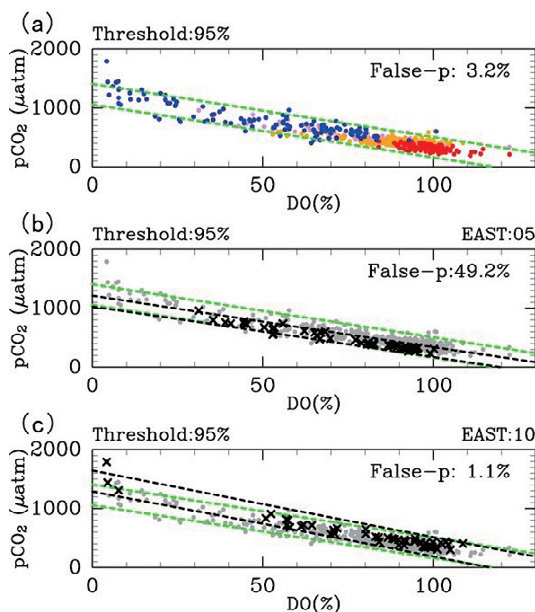 (a)
Threshold:95%
False-p: 3.2%
pCO₂ (μatm)
2000
1000
0
0 50 100
DO(%)
(b)
Threshold:95% EAST:05
False-p:49.2%
pCO₂ (μatm)
2000
1000
0
0 50 100
DO(%)
(c)
Threshold:95% EAST:10
False-p: 1.1%
pCO₂ (μatm)
2000
1000
0
0 50 100
DO(%)